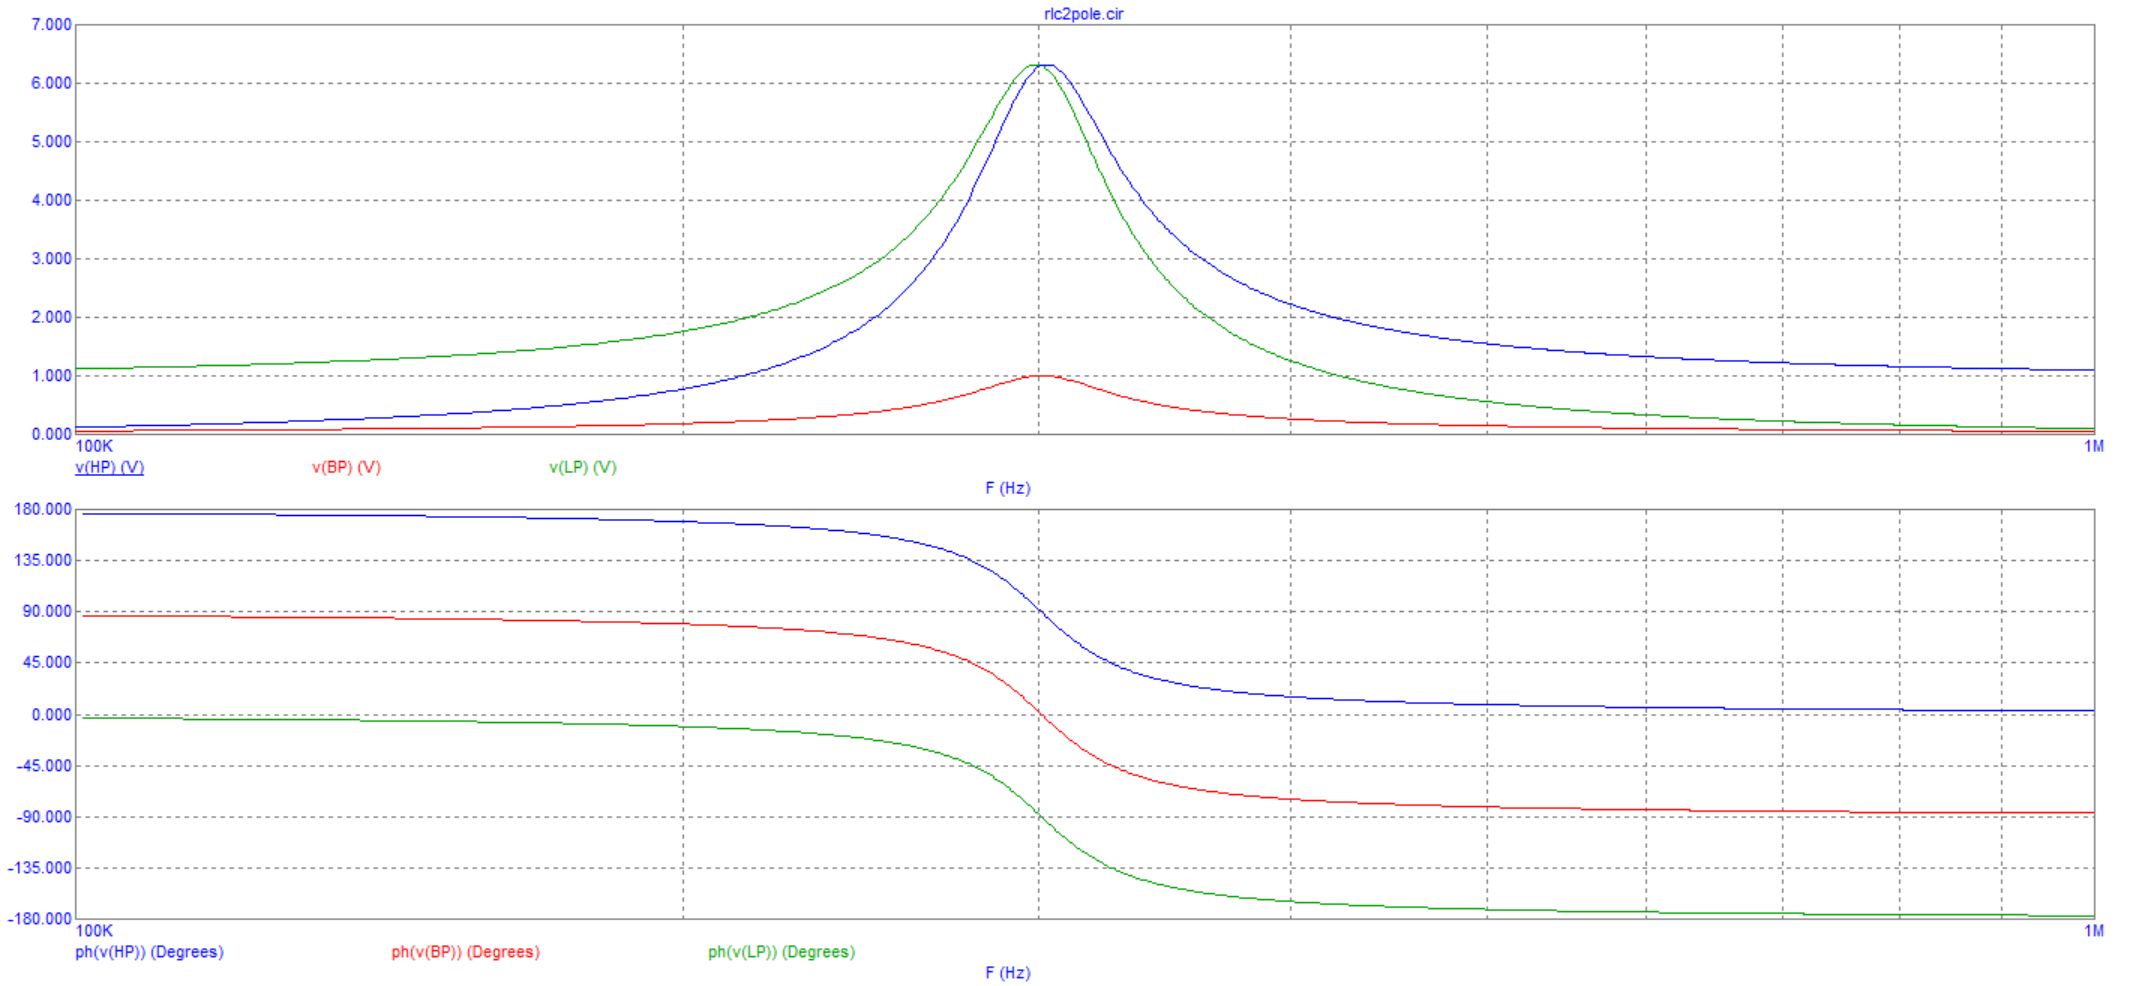 rlc2pole.cir
7.000
6.000
5.000
4.000
3.000
2.000
1.000
0.000
100K 1M
v(HP) (V) v(BP) (V) v(LP) (V)
F (Hz)
180.000
135.000
90.000
45.000
0.000
-45.000
-90.000
-135.000
-180.000
100K 1M
ph(v(HP)) (Degrees) ph(v(BP)) (Degrees) ph(v(LP)) (Degrees)
F (Hz)